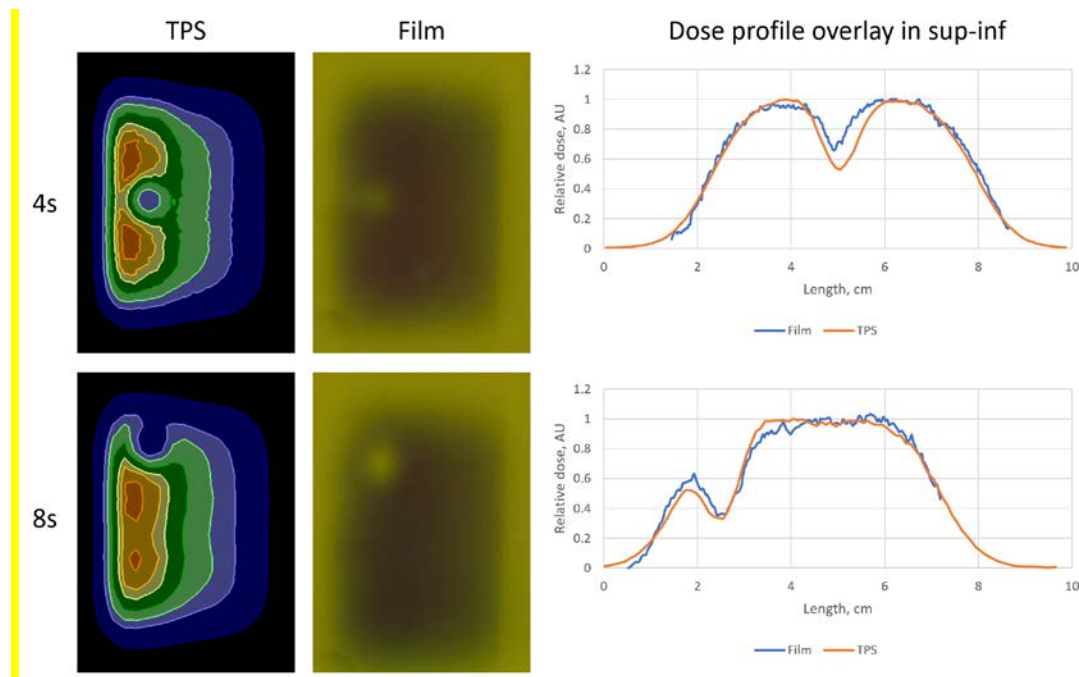 TPS
Film
Dose profile overlay in sup-inf
4s
Relative dose, AU
1.2
1
0.8
0.6
0.4
0.2
0
0 2 4 6 8 10
Length, cm
Film TPS
8s
Relative dose, AU
1.2
1
0.8
0.6
0.4
0.2
0
0 2 4 6 8 10
Length, cm
Film TPS